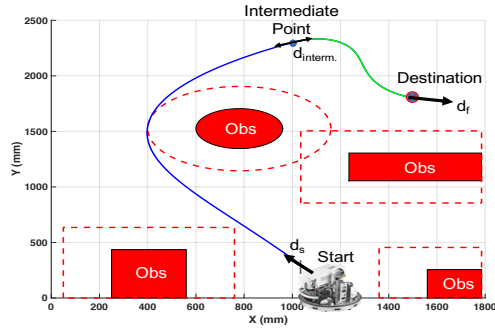 Intermediate
Point
d_interm.
Destination
d_f
Obs
Obs
d_s
Start
Obs
Obs
2500
2000
1500
1000
500
0
Y (mm)
0
200
400
600
800
1000
1200
1400
1600
1800
X (mm)